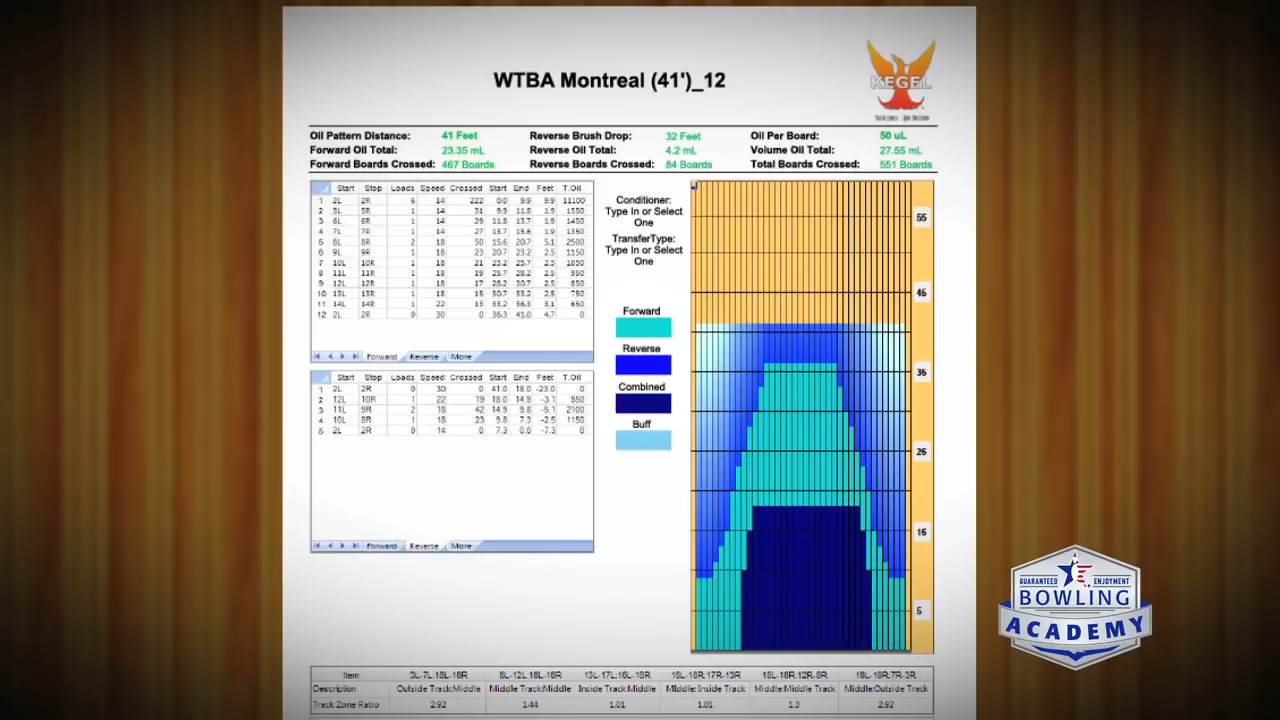 WTBA Montreal (41')_12
KEGEL
Oil Pattern Distance: 41 Feet Reverse Brush Drop: 32 Feet Oil Per Board: 50 uL
Forward Oil Total: 23.35 mL Reverse Oil Total: 4.2 mL Volume Oil Total: 27.55 mL
Forward Boards Crossed: 467 Boards Reverse Boards Crossed: 84 Boards Total Boards Crossed: 551 Boards
Start Stop Loads Speed Crossed Start End Feet T.Oil
1 2L 2R 6 14 222 0.0 9.9 9.9 11100
2 5L 5R 1 14 31 9.9 11.8 1.9 1550
3 6L 6R 1 14 29 11.8 13.7 1.9 1450
4 7L 7R 1 14 27 13.7 15.6 1.9 1350
5 8L 8R 2 18 50 15.6 20.7 5.1 2500
6 9L 9R 1 18 23 20.7 23.2 2.5 1150
7 10L 10R 1 18 21 23.2 25.7 2.5 1050
8 11L 11R 1 18 19 25.7 28.2 2.5 950
9 12L 12R 1 18 17 28.2 30.7 2.5 850
10 13L 13R 1 18 15 30.7 33.2 2.5 750
11 14L 14R 1 22 13 33.2 36.3 3.1 650
12 2L 2R 0 30 0 36.3 41.0 4.7 0
Forward Reverse More
Start Stop Loads Speed Crossed Start End Feet T.Oil
1 2L 2R 0 30 0 41.0 18.0 -23.0 0
2 12L 10R 1 22 19 18.0 14.9 -3.1 950
3 11L 9R 2 18 42 14.9 9.8 -5.1 2100
4 10L 8R 1 18 23 9.8 7.3 -2.5 1150
5 2L 2R 0 14 0 7.3 0.0 -7.3 0
Forward Reverse More
Conditioner:
Type In or Select
One
TransferType:
Type In or Select
One
Forward
Reverse
Combined
Buff
55
45
35
25
15
5
Item 3L-7L:18L-18R 8L-12L:18L-18R 13L-17L:18L-18R 18L-18R:17R-13R 18L-18R:12R-8R 18L-18R:7R-3R
Description Outside Track:Middle Middle Track:Middle Inside Track:Middle Middle: Inside Track Middle:Middle Track Middle:Outside Track
Track Zone Ratio 2.92 1.44 1.01 1.01 1.3 2.92
GUARANTEED ENJOYMENT
BOWLING
ACADEMY